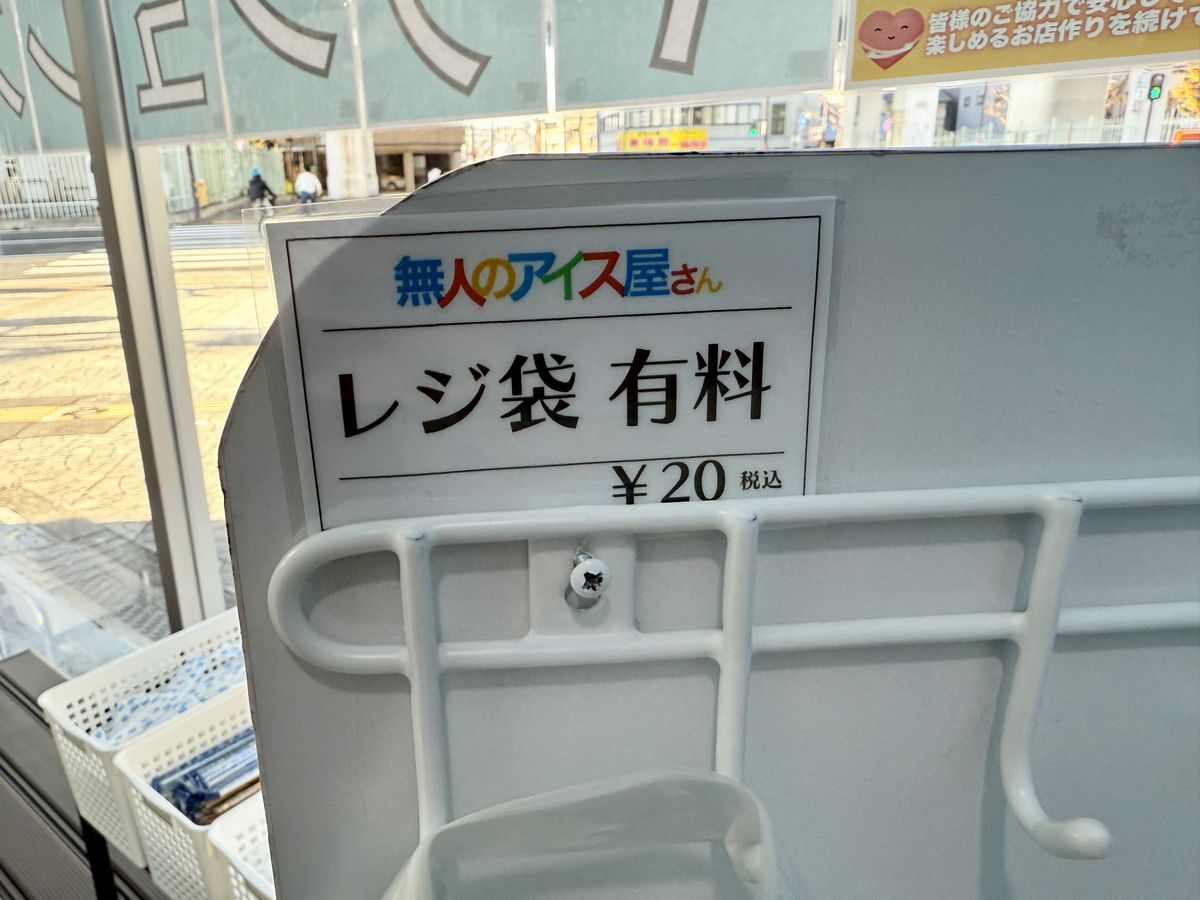 皆様のご協力で安心して
楽しめるお店作りを続けて
無人のアイス屋さん
レジ袋 有料
¥20 税込